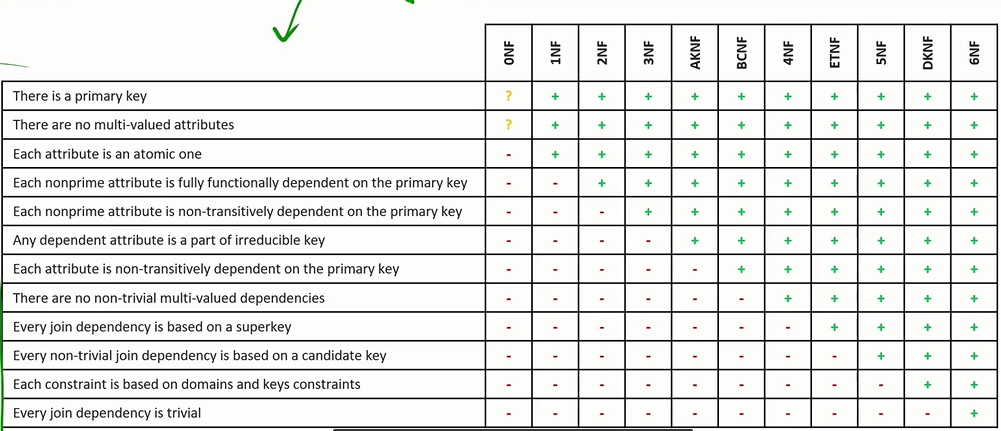 0NF 1NF 2NF 3NF AKNF BCNF 4NF ETNF 5NF DKNF 6NF
There is a primary key ? + + + + + + + + + +
There are no multi-valued attributes ? + + + + + + + + + +
Each attribute is an atomic one - + + + + + + + + + +
Each nonprime attribute is fully functionally dependent on the primary key - - + + + + + + + + +
Each nonprime attribute is non-transitively dependent on the primary key - - - + + + + + + + +
Any dependent attribute is a part of irreducible key - - - - + + + + + + +
Each attribute is non-transitively dependent on the primary key - - - - - + + + + + +
There are no non-trivial multi-valued dependencies - - - - - - + + + + +
Every join dependency is based on a superkey - - - - - - - + + + +
Every non-trivial join dependency is based on a candidate key - - - - - - - - + + +
Each constraint is based on domains and keys constraints - - - - - - - - - + +
Every join dependency is trivial - - - - - - - - - - +